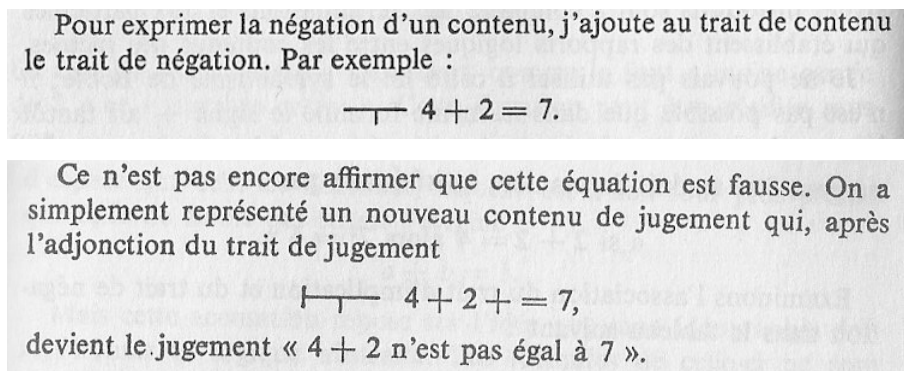 Pour exprimer la négation d'un contenu, j'ajoute au trait de contenu
le trait de négation. Par exemple :
─┬─ 4 + 2 = 7.
Ce n'est pas encore affirmer que cette équation est fausse. On a
simplement représenté un nouveau contenu de jugement qui, après
l'adjonction du trait de jugement
├─┬─ 4 + 2 + = 7,
devient le jugement « 4 + 2 n'est pas égal à 7 ».